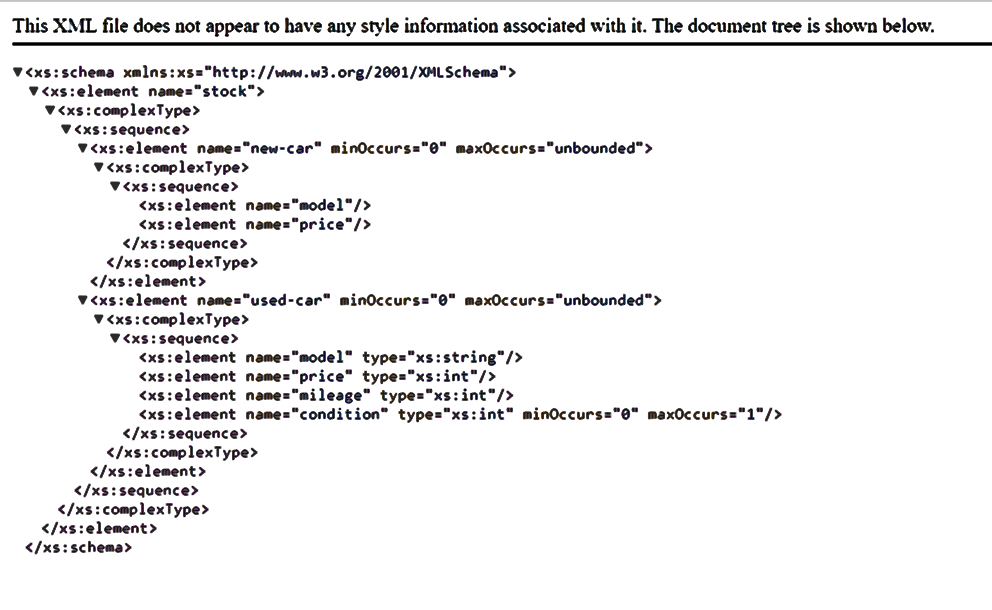 This XML file does not appear to have any style information associated with it. The document tree is shown below.
▼<xs:schema xmlns:xs="http://www.w3.org/2001/XMLSchema">
▼<xs:element name="stock">
▼<xs:complexType>
▼<xs:sequence>
▼<xs:element name="new-car" minOccurs="0" maxOccurs="unbounded">
▼<xs:complexType>
▼<xs:sequence>
<xs:element name="model"/>
<xs:element name="price"/>
</xs:sequence>
</xs:complexType>
</xs:element>
▼<xs:element name="used-car" minOccurs="0" maxOccurs="unbounded">
▼<xs:complexType>
▼<xs:sequence>
<xs:element name="model" type="xs:string"/>
<xs:element name="price" type="xs:int"/>
<xs:element name="mileage" type="xs:int"/>
<xs:element name="condition" type="xs:int" minOccurs="0" maxOccurs="1"/>
</xs:sequence>
</xs:complexType>
</xs:element>
</xs:sequence>
</xs:complexType>
</xs:element>
</xs:schema>